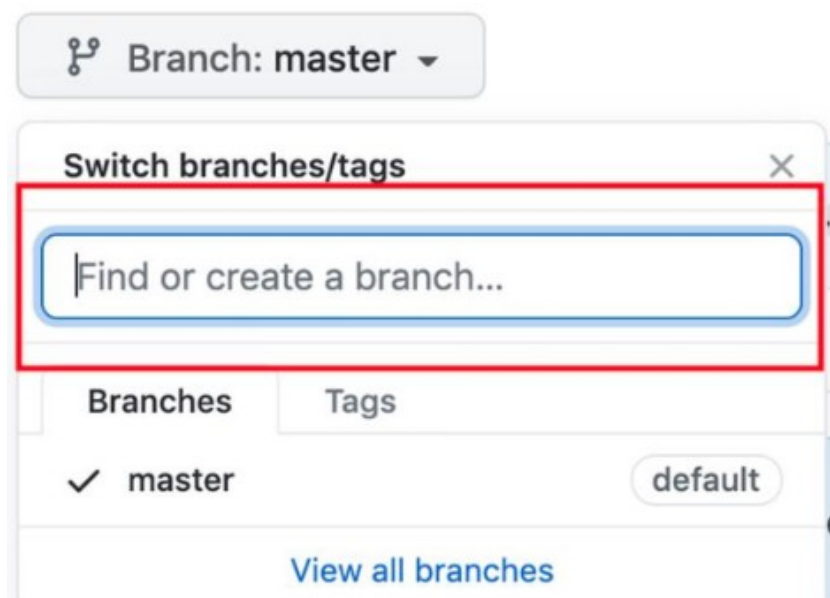 Branch: master
Switch branches/tags
Find or create a branch...
Branches Tags
master default
View all branches